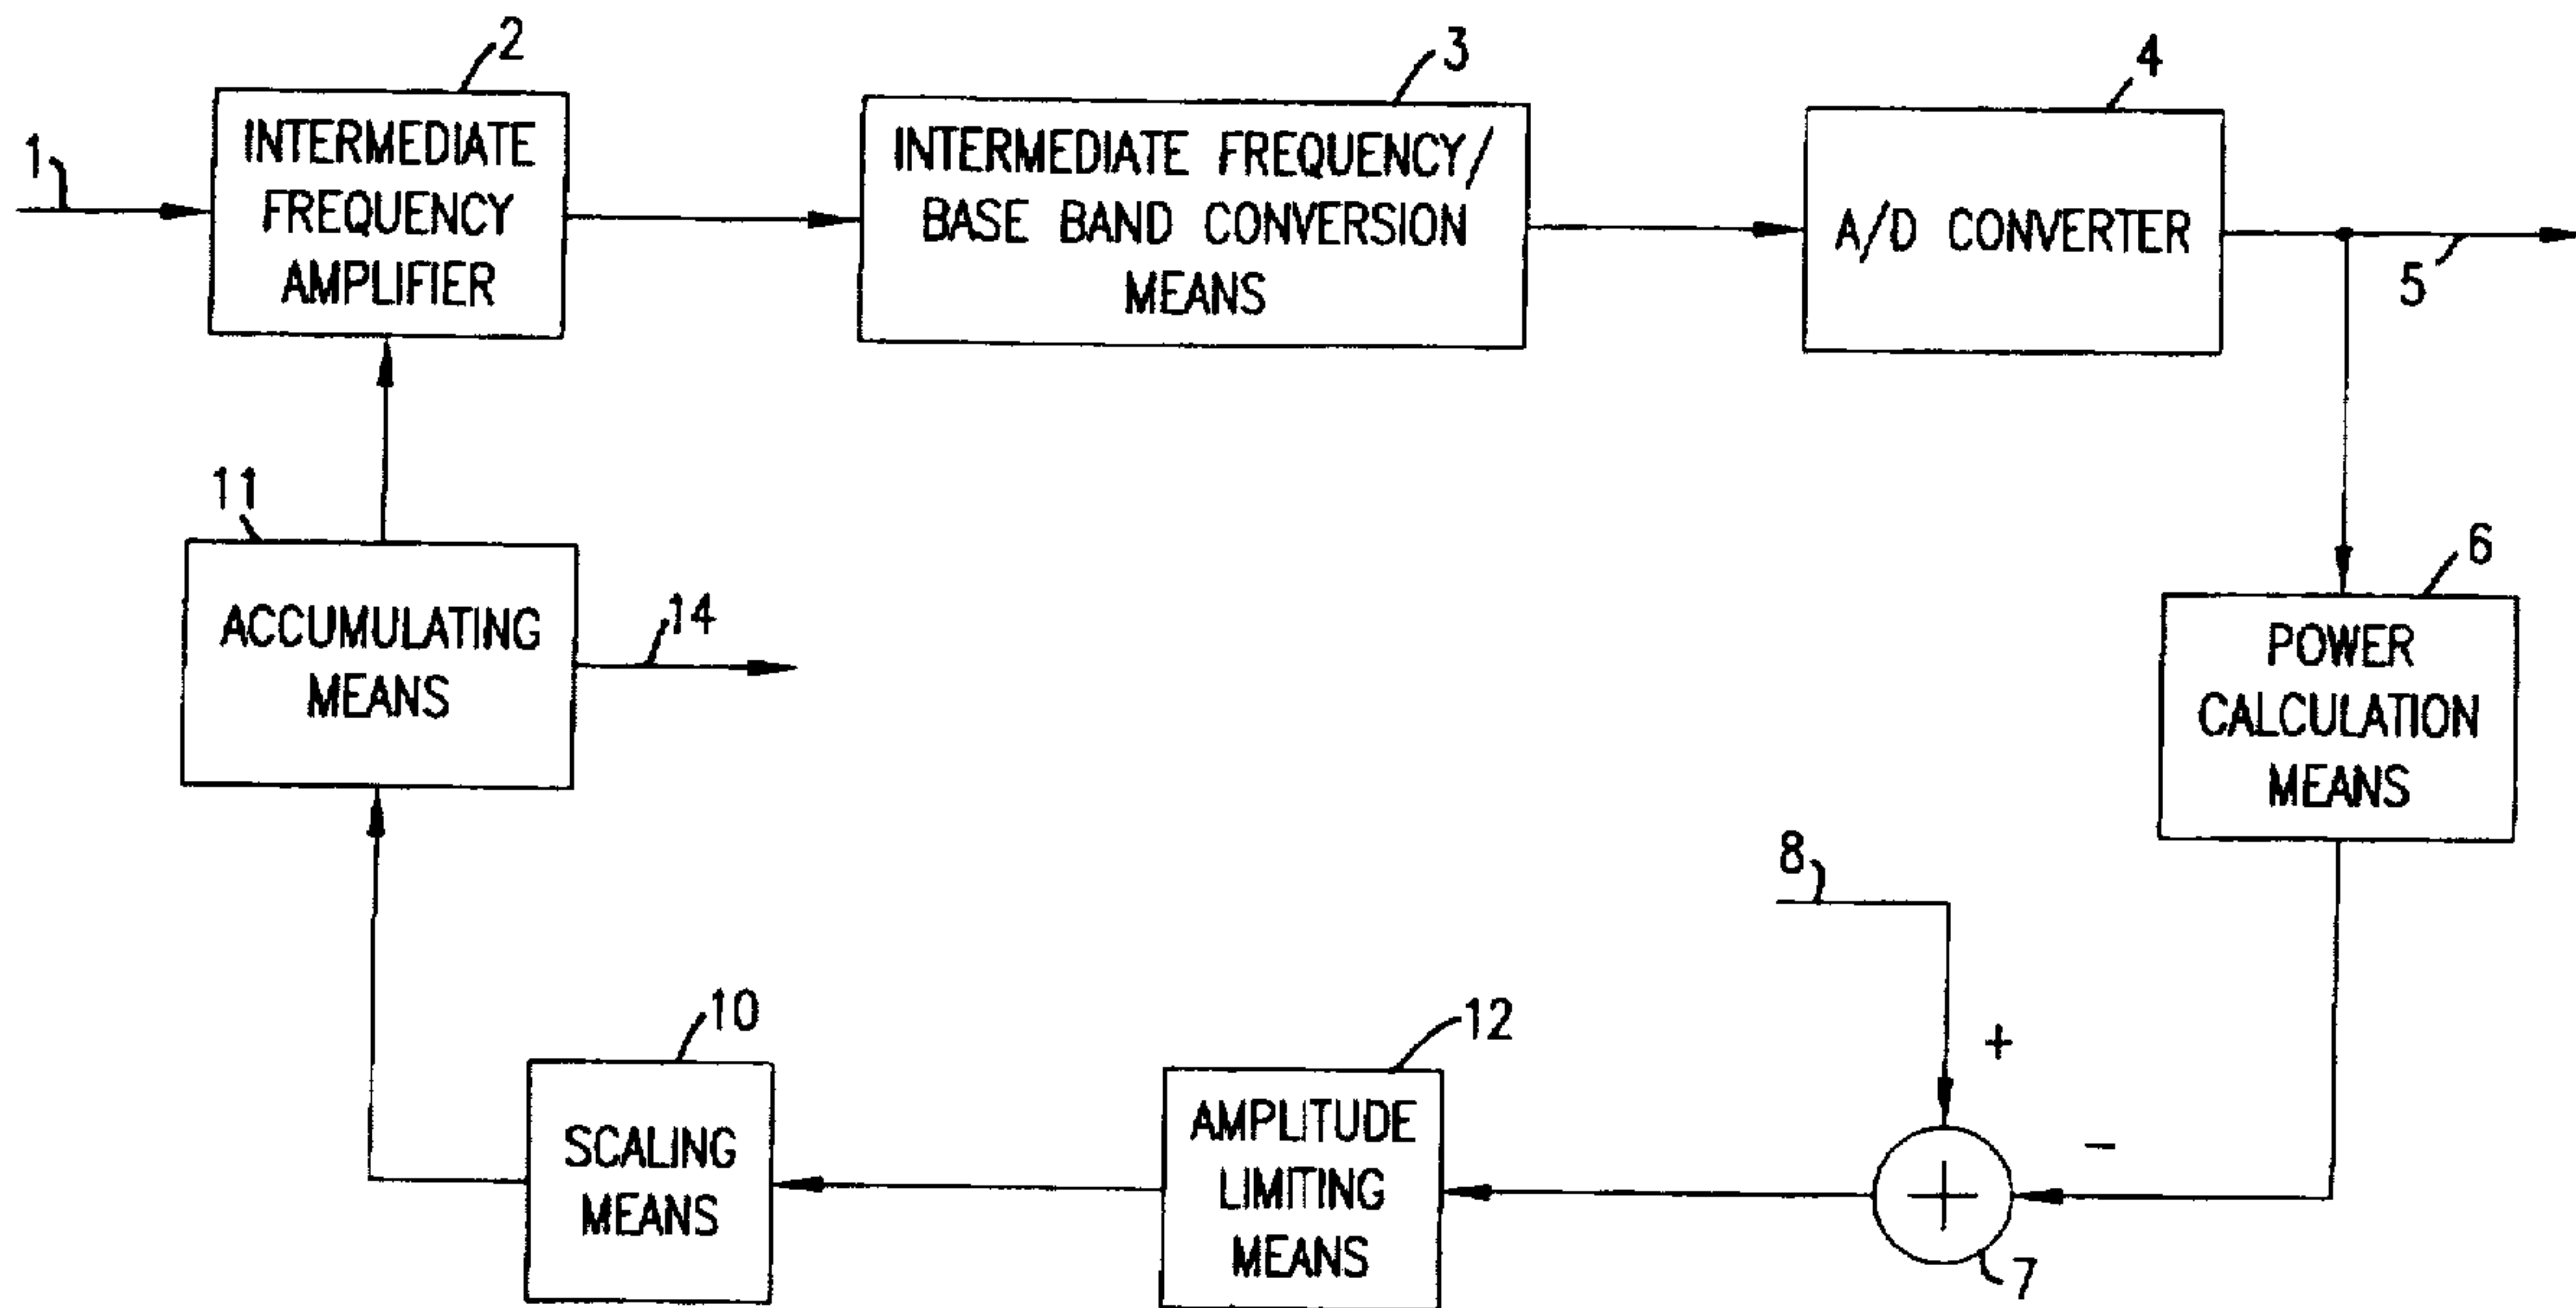 2
3
4
1
INTERMEDIATE
FREQUENCY
AMPLIFIER
INTERMEDIATE FREQUENCY/
BASE BAND CONVERSION
MEANS
A/D CONVERTER
5
11
ACCUMULATING
MEANS
14
6
POWER
CALCULATION
MEANS
8
+
−
10
SCALING
MEANS
12
AMPLITUDE
LIMITING
MEANS
+
7